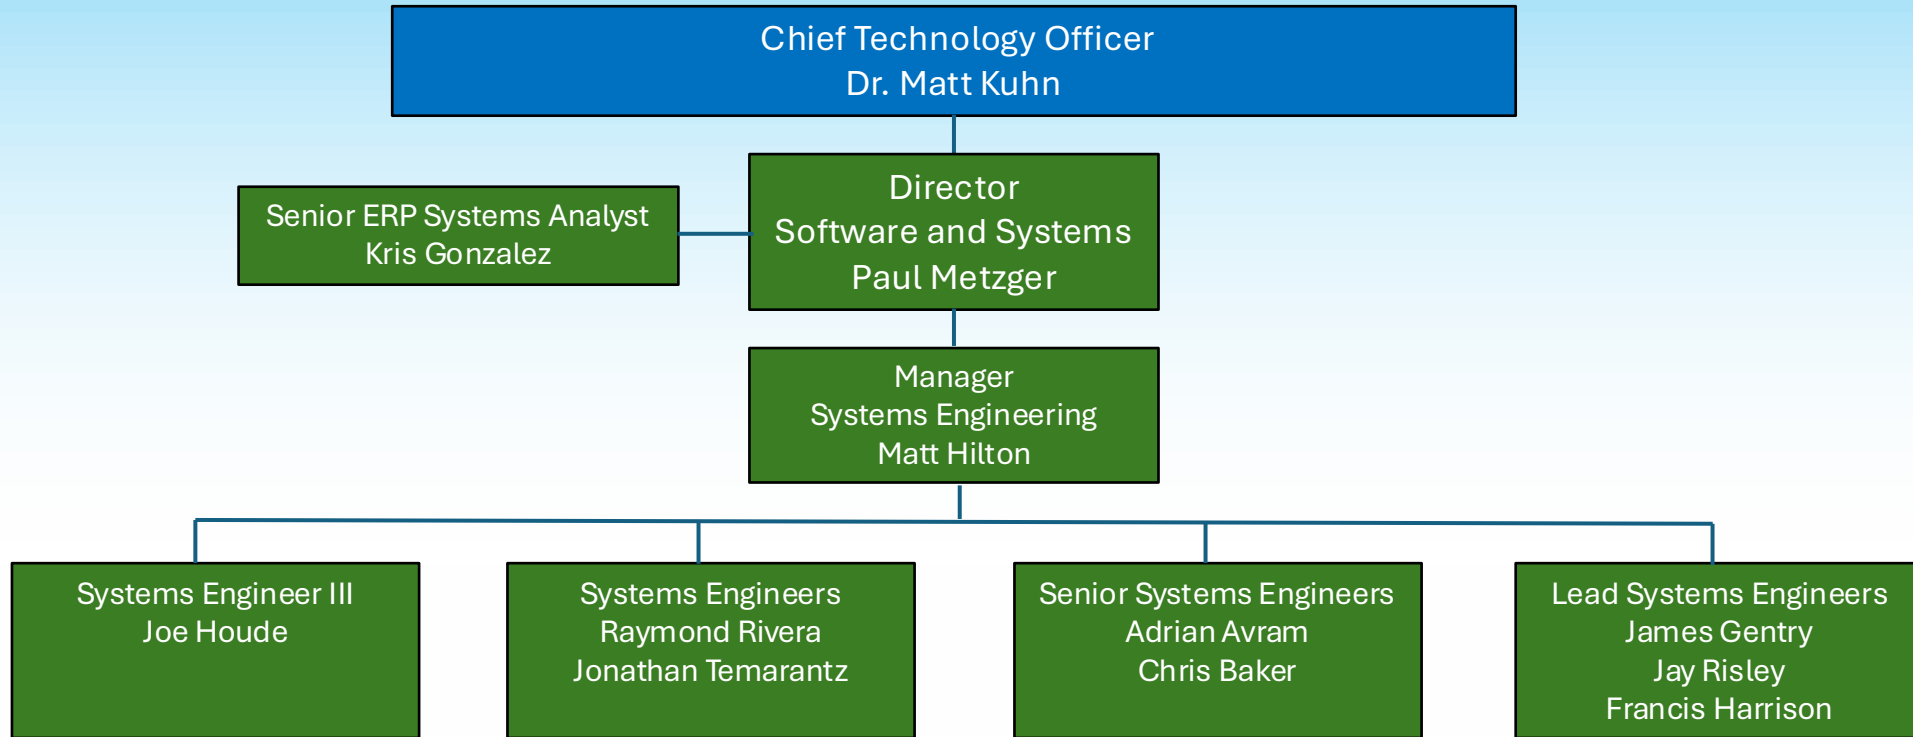 Chief Technology Officer
Dr. Matt Kuhn
Senior ERP Systems Analyst
Kris Gonzalez
Director
Software and Systems
Paul Metzger
Manager
Systems Engineering
Matt Hilton
Systems Engineer III
Joe Houde
Systems Engineers
Raymond Rivera
Jonathan Temarantz
Senior Systems Engineers
Adrian Avram
Chris Baker
Lead Systems Engineers
James Gentry
Jay Risley
Francis Harrison